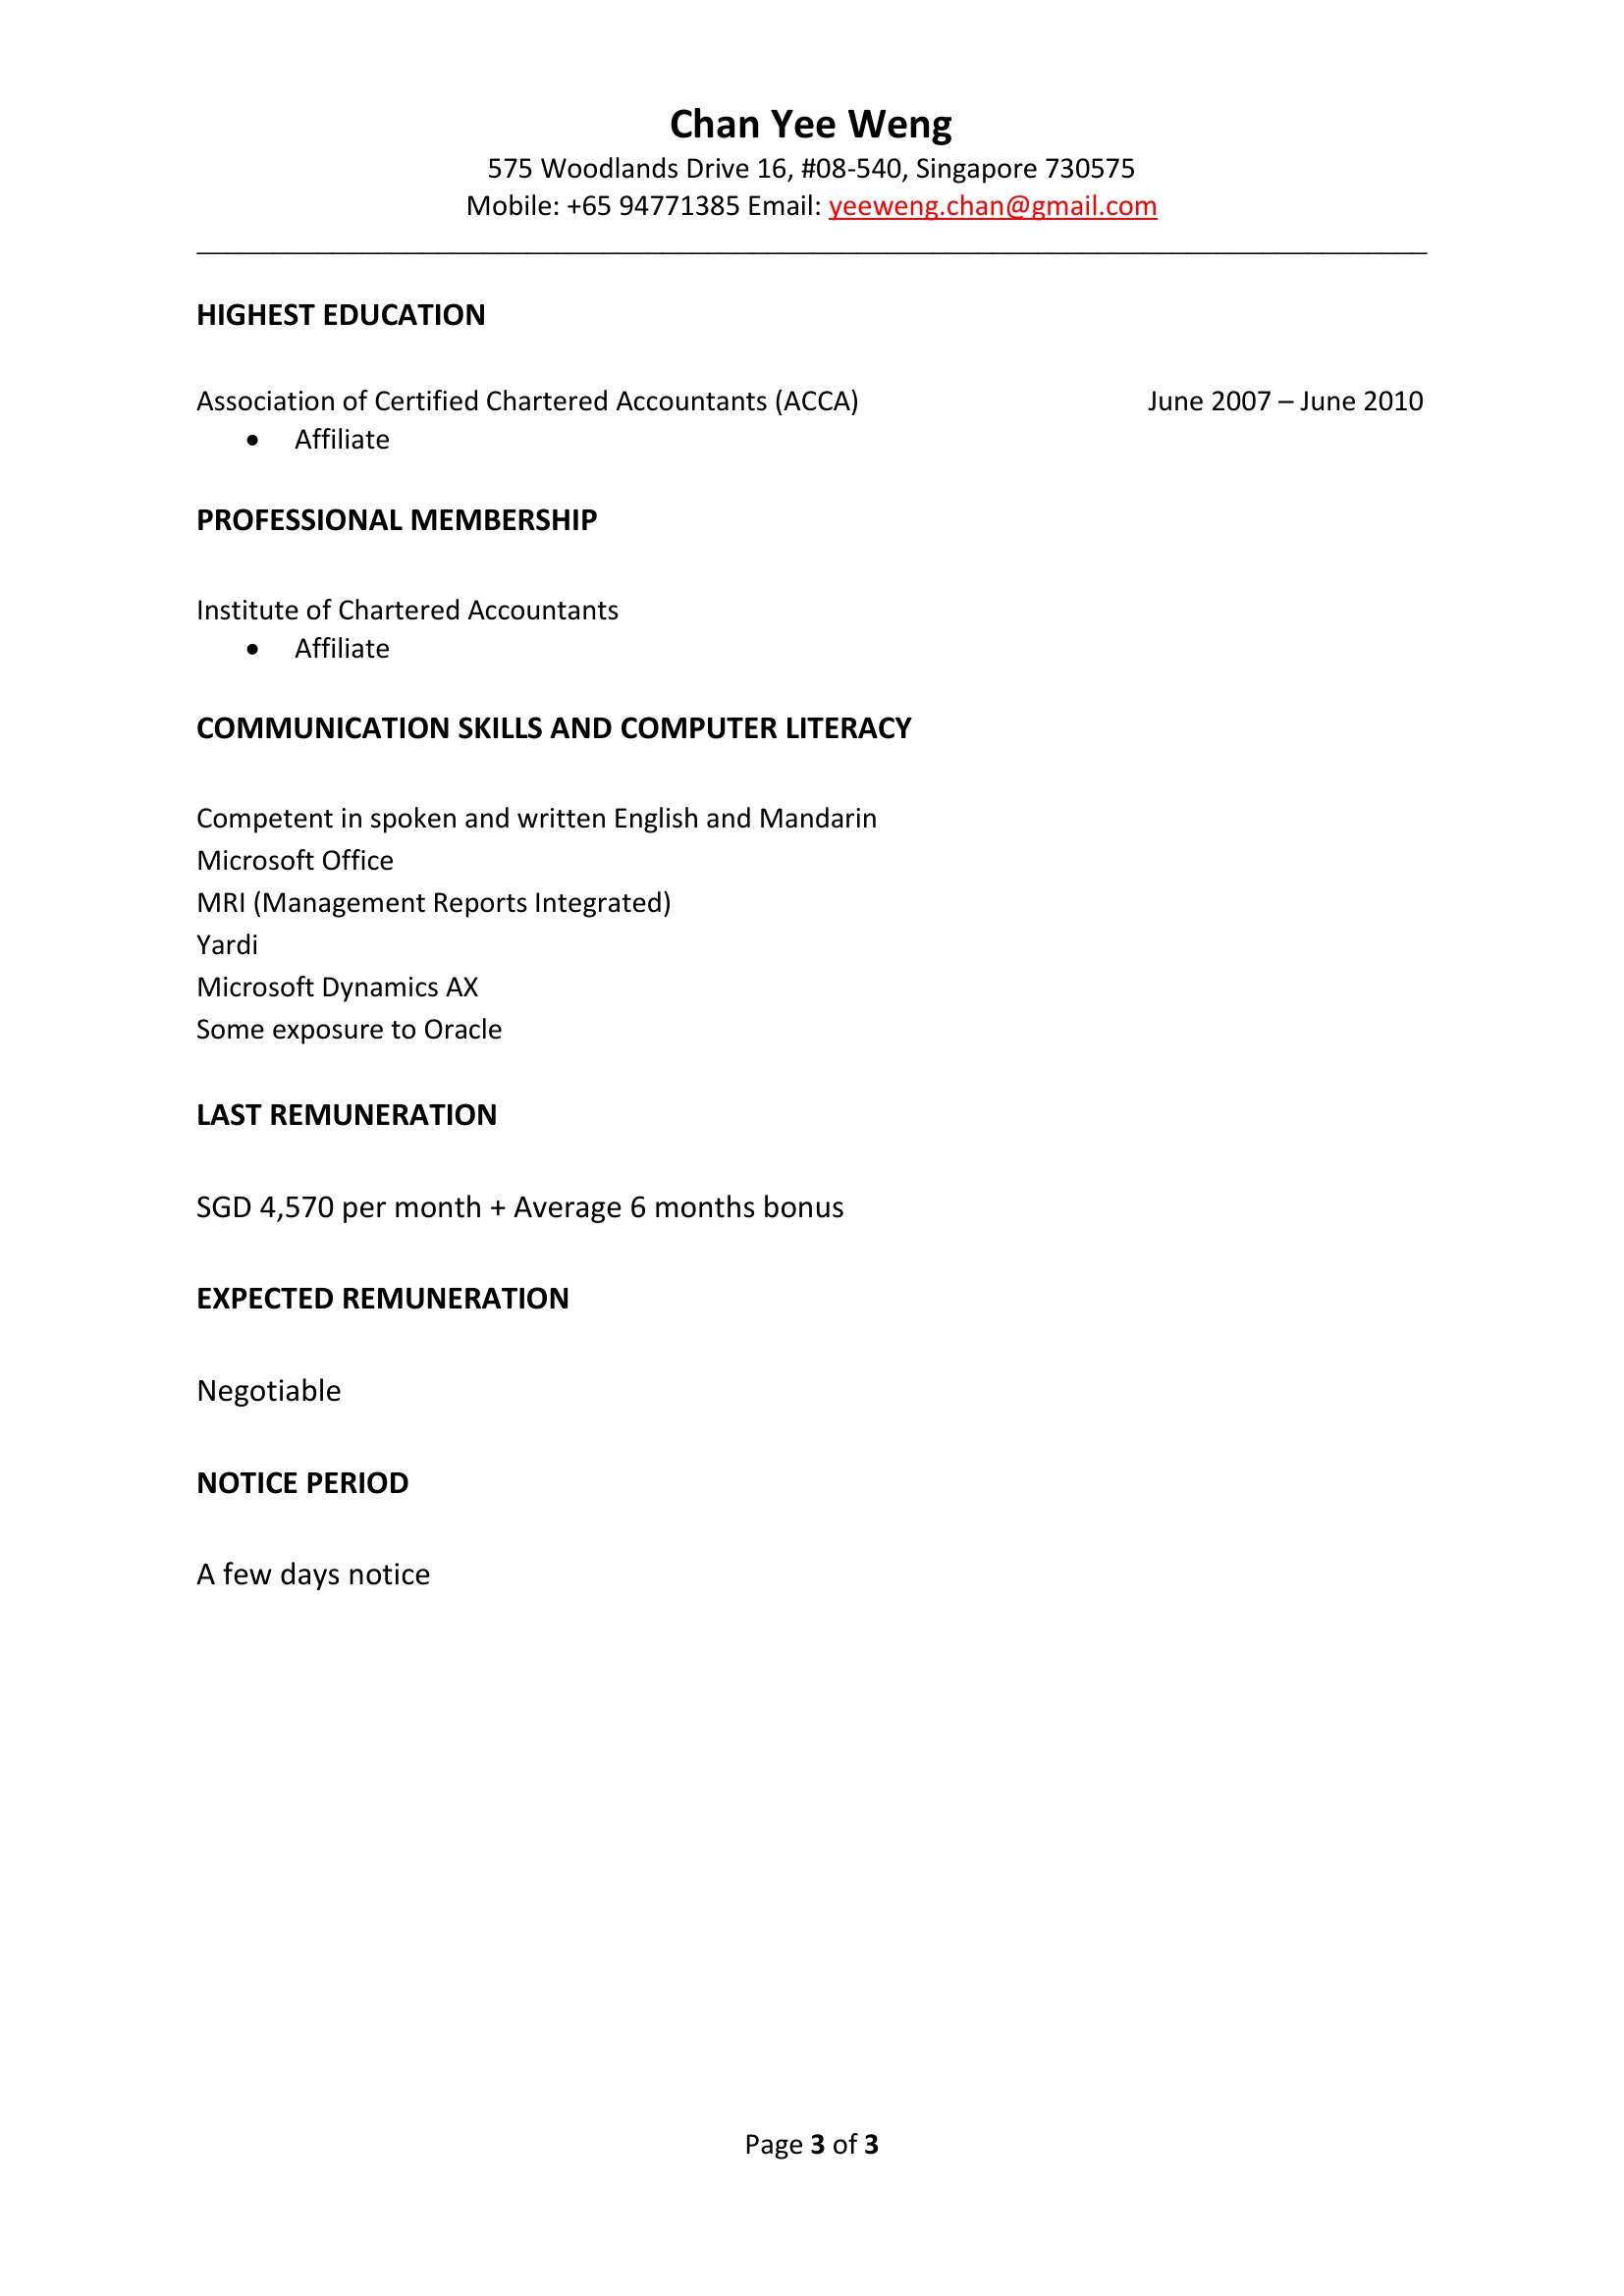 Chan Yee Weng
575 Woodlands Drive 16, #08-540, Singapore 730575
Mobile: +65 94771385 Email: yeeweng.chan@gmail.com
HIGHEST EDUCATION
Association of Certified Chartered Accountants (ACCA) June 2007 – June 2010
• Affiliate
PROFESSIONAL MEMBERSHIP
Institute of Chartered Accountants
• Affiliate
COMMUNICATION SKILLS AND COMPUTER LITERACY
Competent in spoken and written English and Mandarin
Microsoft Office
MRI (Management Reports Integrated)
Yardi
Microsoft Dynamics AX
Some exposure to Oracle
LAST REMUNERATION
SGD 4,570 per month + Average 6 months bonus
EXPECTED REMUNERATION
Negotiable
NOTICE PERIOD
A few days notice
Page 3 of 3